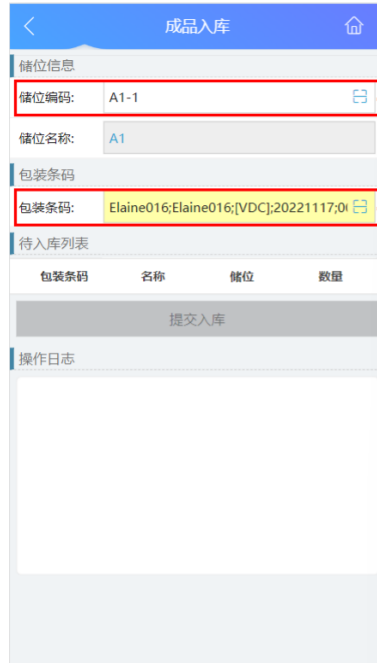 成品入库
储位信息
储位编码: A1-1
储位名称: A1
包装条码
包装条码: Elaine016;Elaine016;[VDC];20221117;0
待入库列表
包装条码 名称 储位 数量
提交入库
操作日志